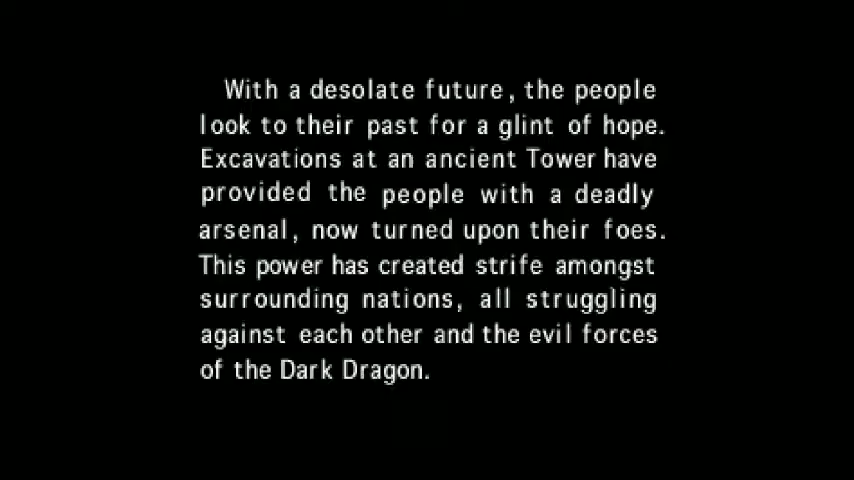 With a desolate future, the people
look to their past for a glint of hope.
Excavations at an ancient Tower have
provided the people with a deadly
arsenal, now turned upon their foes.
This power has created strife amongst
surrounding nations, all struggling
against each other and the evil forces
of the Dark Dragon.